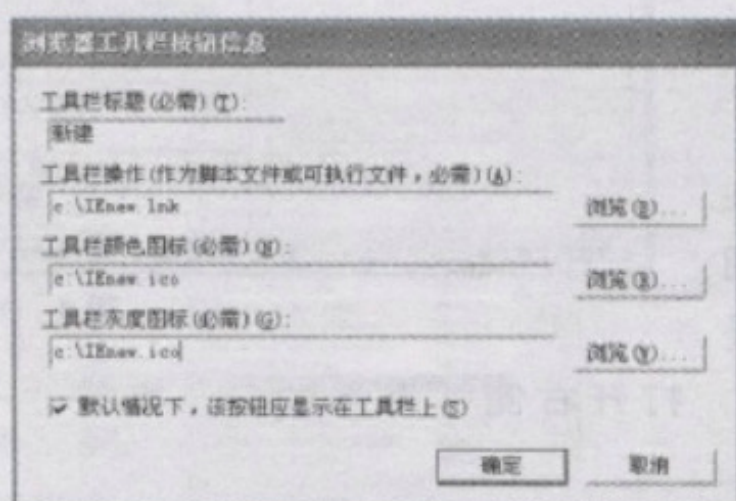 浏览器工具栏按钮信息
工具栏标题(必需)(T):
新建
工具栏操作(作为脚本文件或可执行文件，必需)(A):
c:\IEnew.lnk
浏览(B)...
工具栏颜色图标(必需)(N):
c:\IEnew.ico
浏览(R)...
工具栏灰度图标(必需)(G):
c:\IEnew.ico
浏览(Y)...
默认情况下，该按钮应显示在工具栏上(S)
确定
取消